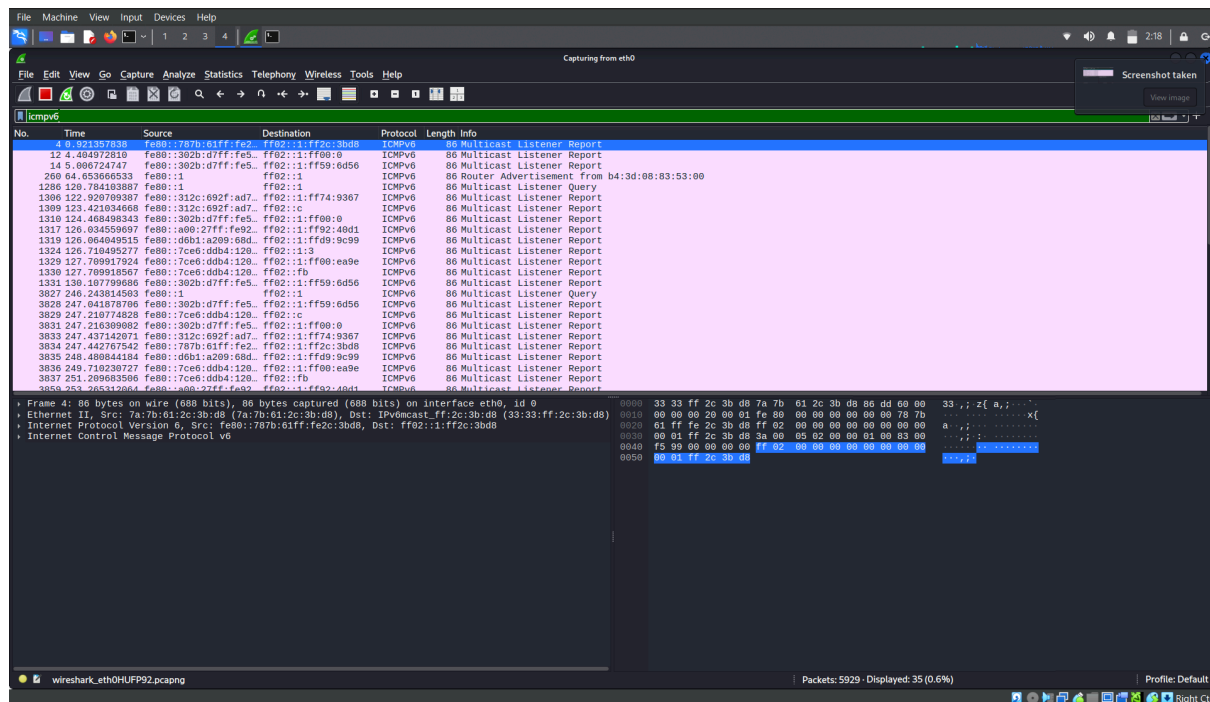 File Machine View Input Devices Help
1 2 3 4 2:18
Capturing from eth0
Screenshot taken
View image
File Edit View Go Capture Analyze Statistics Telephony Wireless Tools Help
icmpv6
No. Time Source Destination Protocol Length Info
4 0.921357838 fe80::787b:61ff:fe2… ff02::1:ff2c:3bd8 ICMPv6 86 Multicast Listener Report
12 4.404972810 fe80::302b:d7ff:fe5… ff02::1:ff00:0 ICMPv6 86 Multicast Listener Report
14 5.006724747 fe80::302b:d7ff:fe5… ff02::1:ff59:6d56 ICMPv6 86 Multicast Listener Report
260 64.653666533 fe80::1 ff02::1 ICMPv6 86 Router Advertisement from b4:3d:08:83:53:00
1286 120.784103887 fe80::1 ff02::1 ICMPv6 86 Multicast Listener Query
1306 122.920709387 fe80::312c:692f:ad7… ff02::1:ff74:9367 ICMPv6 86 Multicast Listener Report
1309 123.421034668 fe80::312c:692f:ad7… ff02::c ICMPv6 86 Multicast Listener Report
1310 124.468498343 fe80::302b:d7ff:fe5… ff02::1:ff00:0 ICMPv6 86 Multicast Listener Report
1317 126.034559697 fe80::a00:27ff:fe92… ff02::1:ff92:40d1 ICMPv6 86 Multicast Listener Report
1319 126.064049515 fe80::d6b1:a209:68d… ff02::1:ffd9:9c99 ICMPv6 86 Multicast Listener Report
1324 126.710495277 fe80::7ce6:ddb4:120… ff02::1:3 ICMPv6 86 Multicast Listener Report
1329 127.709917924 fe80::7ce6:ddb4:120… ff02::1:ff00:ea9e ICMPv6 86 Multicast Listener Report
1330 127.709918567 fe80::7ce6:ddb4:120… ff02::fb ICMPv6 86 Multicast Listener Report
1331 130.107799686 fe80::302b:d7ff:fe5… ff02::1:ff59:6d56 ICMPv6 86 Multicast Listener Report
3827 246.243814503 fe80::1 ff02::1 ICMPv6 86 Multicast Listener Query
3828 247.041878706 fe80::302b:d7ff:fe5… ff02::1:ff59:6d56 ICMPv6 86 Multicast Listener Report
3829 247.210774828 fe80::7ce6:ddb4:120… ff02::c ICMPv6 86 Multicast Listener Report
3831 247.216309082 fe80::302b:d7ff:fe5… ff02::1:ff00:0 ICMPv6 86 Multicast Listener Report
3833 247.437142071 fe80::312c:692f:ad7… ff02::1:ff74:9367 ICMPv6 86 Multicast Listener Report
3834 247.442767542 fe80::787b:61ff:fe2… ff02::1:ff2c:3bd8 ICMPv6 86 Multicast Listener Report
3835 248.480844184 fe80::d6b1:a209:68d… ff02::1:ffd9:9c99 ICMPv6 86 Multicast Listener Report
3836 249.710230727 fe80::7ce6:ddb4:120… ff02::1:ff00:ea9e ICMPv6 86 Multicast Listener Report
3837 251.209683506 fe80::7ce6:ddb4:120… ff02::fb ICMPv6 86 Multicast Listener Report
3859 253.265312064 fe80::a00:27ff:fe92… ff02::1:ff92:40d1 ICMPv6 86 Multicast Listener Report
Frame 4: 86 bytes on wire (688 bits), 86 bytes captured (688 bits) on interface eth0, id 0
Ethernet II, Src: 7a:7b:61:2c:3b:d8 (7a:7b:61:2c:3b:d8), Dst: IPv6mcast_ff:2c:3b:d8 (33:33:ff:2c:3b:d8)
Internet Protocol Version 6, Src: fe80::787b:61ff:fe2c:3bd8, Dst: ff02::1:ff2c:3bd8
Internet Control Message Protocol v6
0000 33 33 ff 2c 3b d8 7a 7b 61 2c 3b d8 86 dd 60 00 33·,;·z{ a,;···`·
0010 00 00 00 20 00 01 fe 80 00 00 00 00 00 00 78 7b ··· ···· ······x{
0020 61 ff fe 2c 3b d8 ff 02 00 00 00 00 00 00 00 00 a··,;··· ········
0030 00 01 ff 2c 3b d8 3a 00 05 02 00 00 01 00 83 00 ···,;·:· ········
0040 f5 99 00 00 00 00 ff 02 00 00 00 00 00 00 00 00 ········ ········
0050 00 01 ff 2c 3b d8 ···,;·
wireshark_eth0HUFP92.pcapng Packets: 5929 · Displayed: 35 (0.6%) Profile: Default
Right Ct